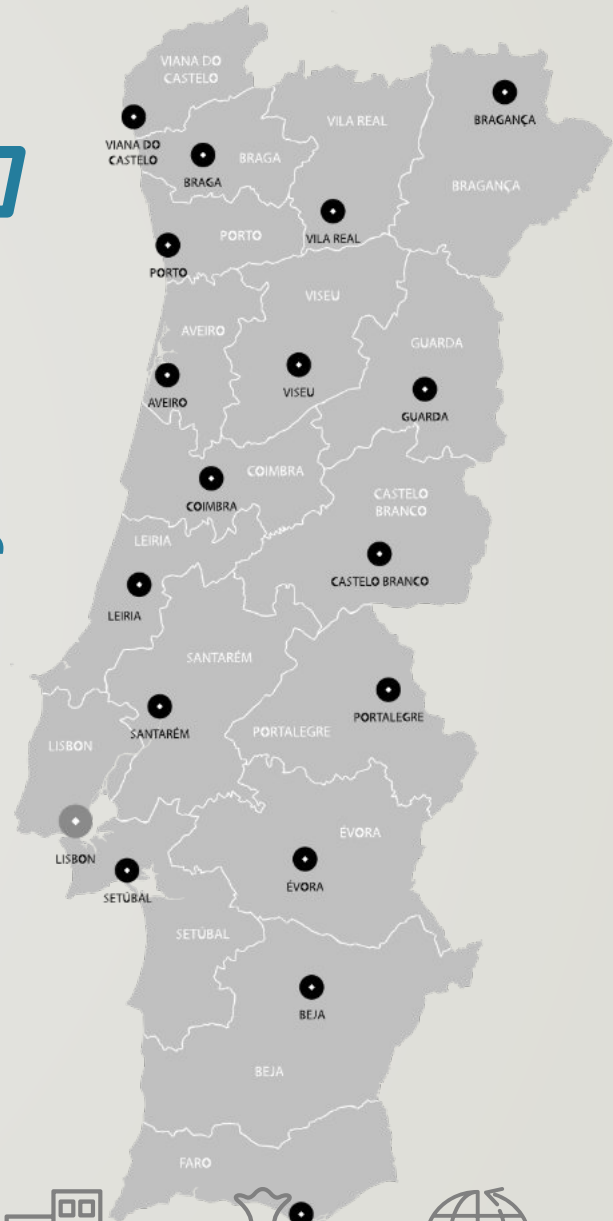 VIANA DO
CASTELO
VIANA DO
CASTELO
BRAGA
BRAGA
VILA REAL
VILA REAL
BRAGANÇA
BRAGANÇA
PORTO
PORTO
VISEU
VISEU
AVEIRO
AVEIRO
GUARDA
GUARDA
COIMBRA
COIMBRA
CASTELO
BRANCO
CASTELO BRANCO
LEIRIA
LEIRIA
SANTARÉM
SANTARÉM
PORTALEGRE
PORTALEGRE
LISBON
LISBON
ÉVORA
ÉVORA
SETÚBAL
SETÚBAL
BEJA
BEJA
FARO